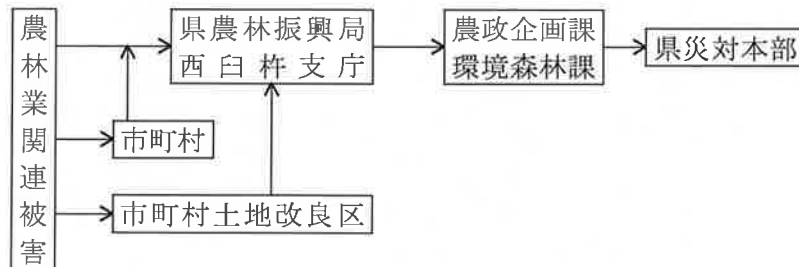 農林業関連被害
県農林振興局
西臼杵支庁
農政企画課
環境森林課
県災対本部
市町村
市町村土地改良区